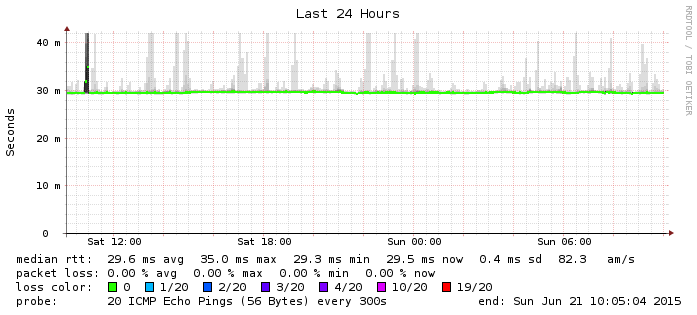 Last 24 Hours
RRDTOOL / TOBI OETIKER
Seconds
40 m
30 m
20 m
10 m
0
Sat 12:00 Sat 18:00 Sun 00:00 Sun 06:00
median rtt: 29.6 ms avg 35.0 ms max 29.3 ms min 29.5 ms now 0.4 ms sd 82.3 am/s
packet loss: 0.00 % avg 0.00 % max 0.00 % min 0.00 % now
loss color: 0 1/20 2/20 3/20 4/20 10/20 19/20
probe: 20 ICMP Echo Pings (56 Bytes) every 300s end: Sun Jun 21 10:05:04 2015